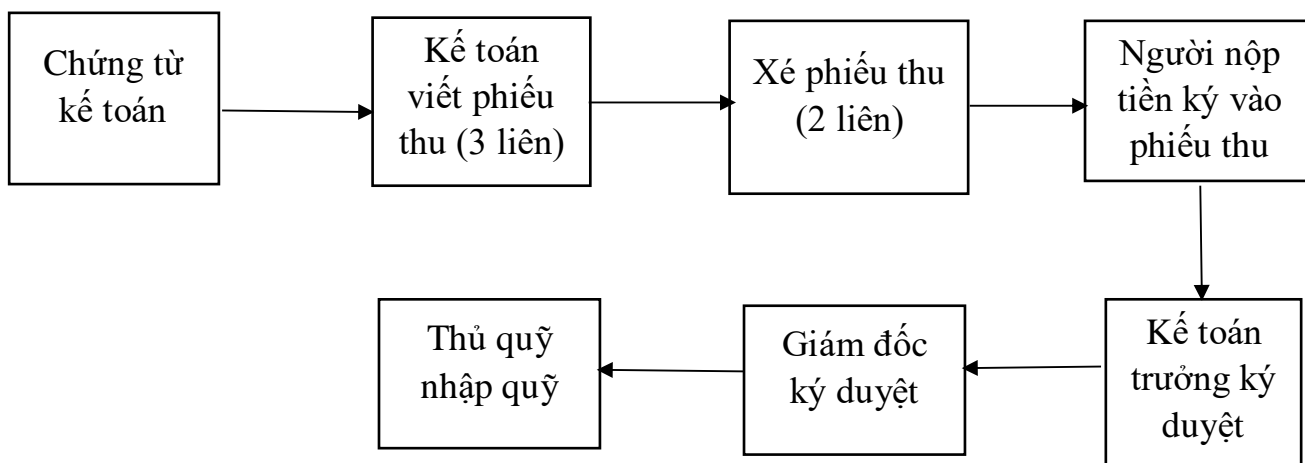 Chứng từ
kế toán
Kế toán
viết phiếu
thu (3 liên)
Xé phiếu thu
(2 liên)
Người nộp
tiền ký vào
phiếu thu
Kế toán
trưởng ký
duyệt
Giám đốc
ký duyệt
Thủ quỹ
nhập quỹ